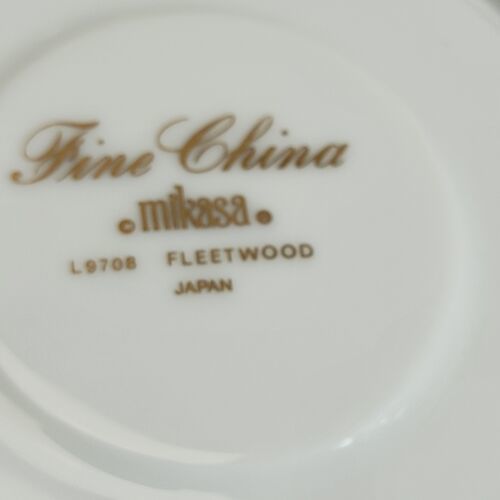 Fine China
© mikasa ®
L9708 FLEETWOOD
JAPAN